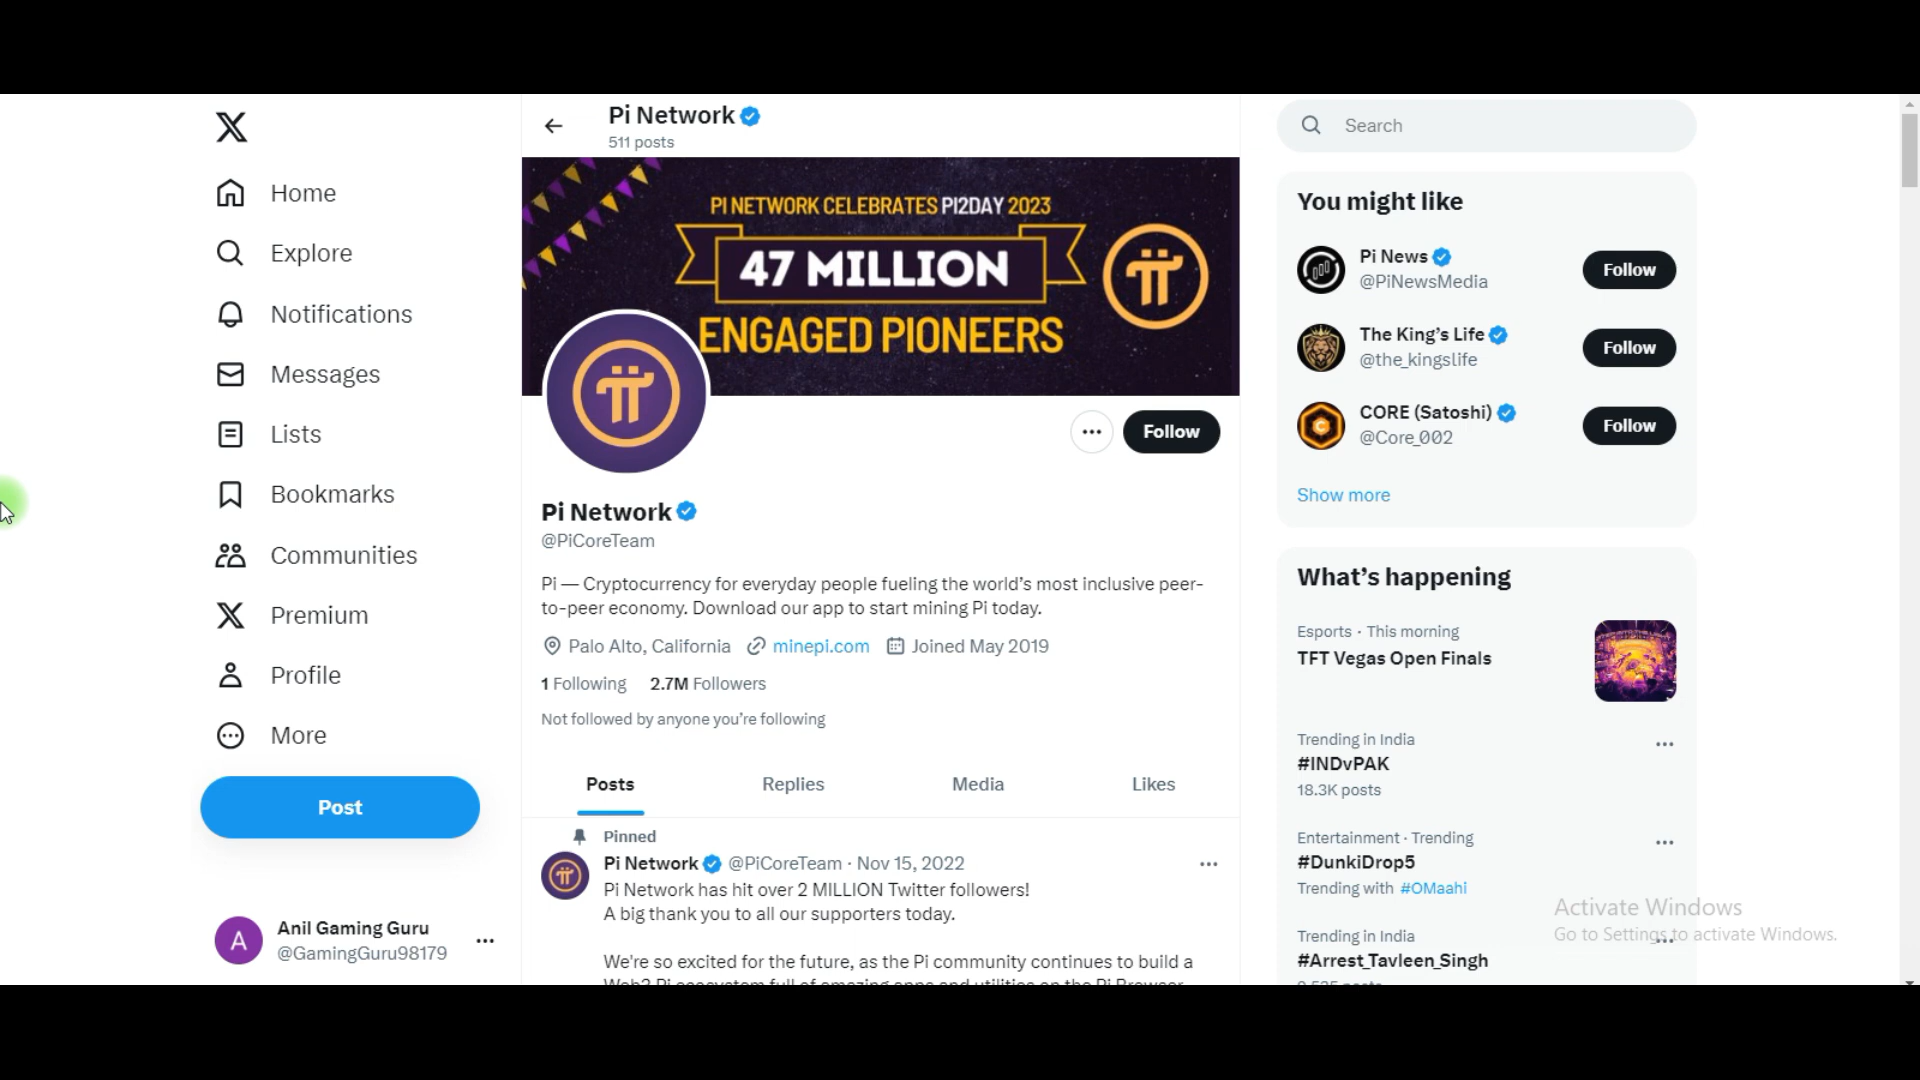 Home
Explore
Notifications
Messages
Lists
Bookmarks
Communities
Premium
Profile
More
Post
A
Anil Gaming Guru
@GamingGuru98179
Pi Network
511 posts
PI NETWORK CELEBRATES PI2DAY 2023
47 MILLION
ENGAGED PIONEERS
Follow
Pi Network
@PiCoreTeam
Pi — Cryptocurrency for everyday people fueling the world's most inclusive peer-
to-peer economy. Download our app to start mining Pi today.
Palo Alto, California minepi.com Joined May 2019
1 Following 2.7M Followers
Not followed by anyone you're following
Posts Replies Media Likes
Pinned
Pi Network @PiCoreTeam · Nov 15, 2022
Pi Network has hit over 2 MILLION Twitter followers!
A big thank you to all our supporters today.
We're so excited for the future, as the Pi community continues to build a
Search
You might like
Pi News
@PiNewsMedia
Follow
The King's Life
@the_kingslife
Follow
CORE (Satoshi)
@Core_002
Follow
Show more
What's happening
Esports · This morning
TFT Vegas Open Finals
Trending in India
#INDvPAK
18.3K posts
Entertainment · Trending
#DunkiDrop5
Trending with #OMaahi
Trending in India
#Arrest_Tavleen_Singh
Activate Windows
Go to Settings to activate Windows.